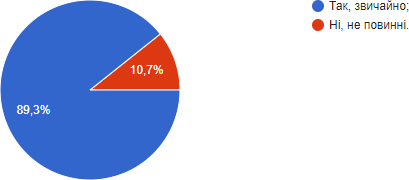 Так, звичайно;
Ні, не повинні.
10,7%
89,3%